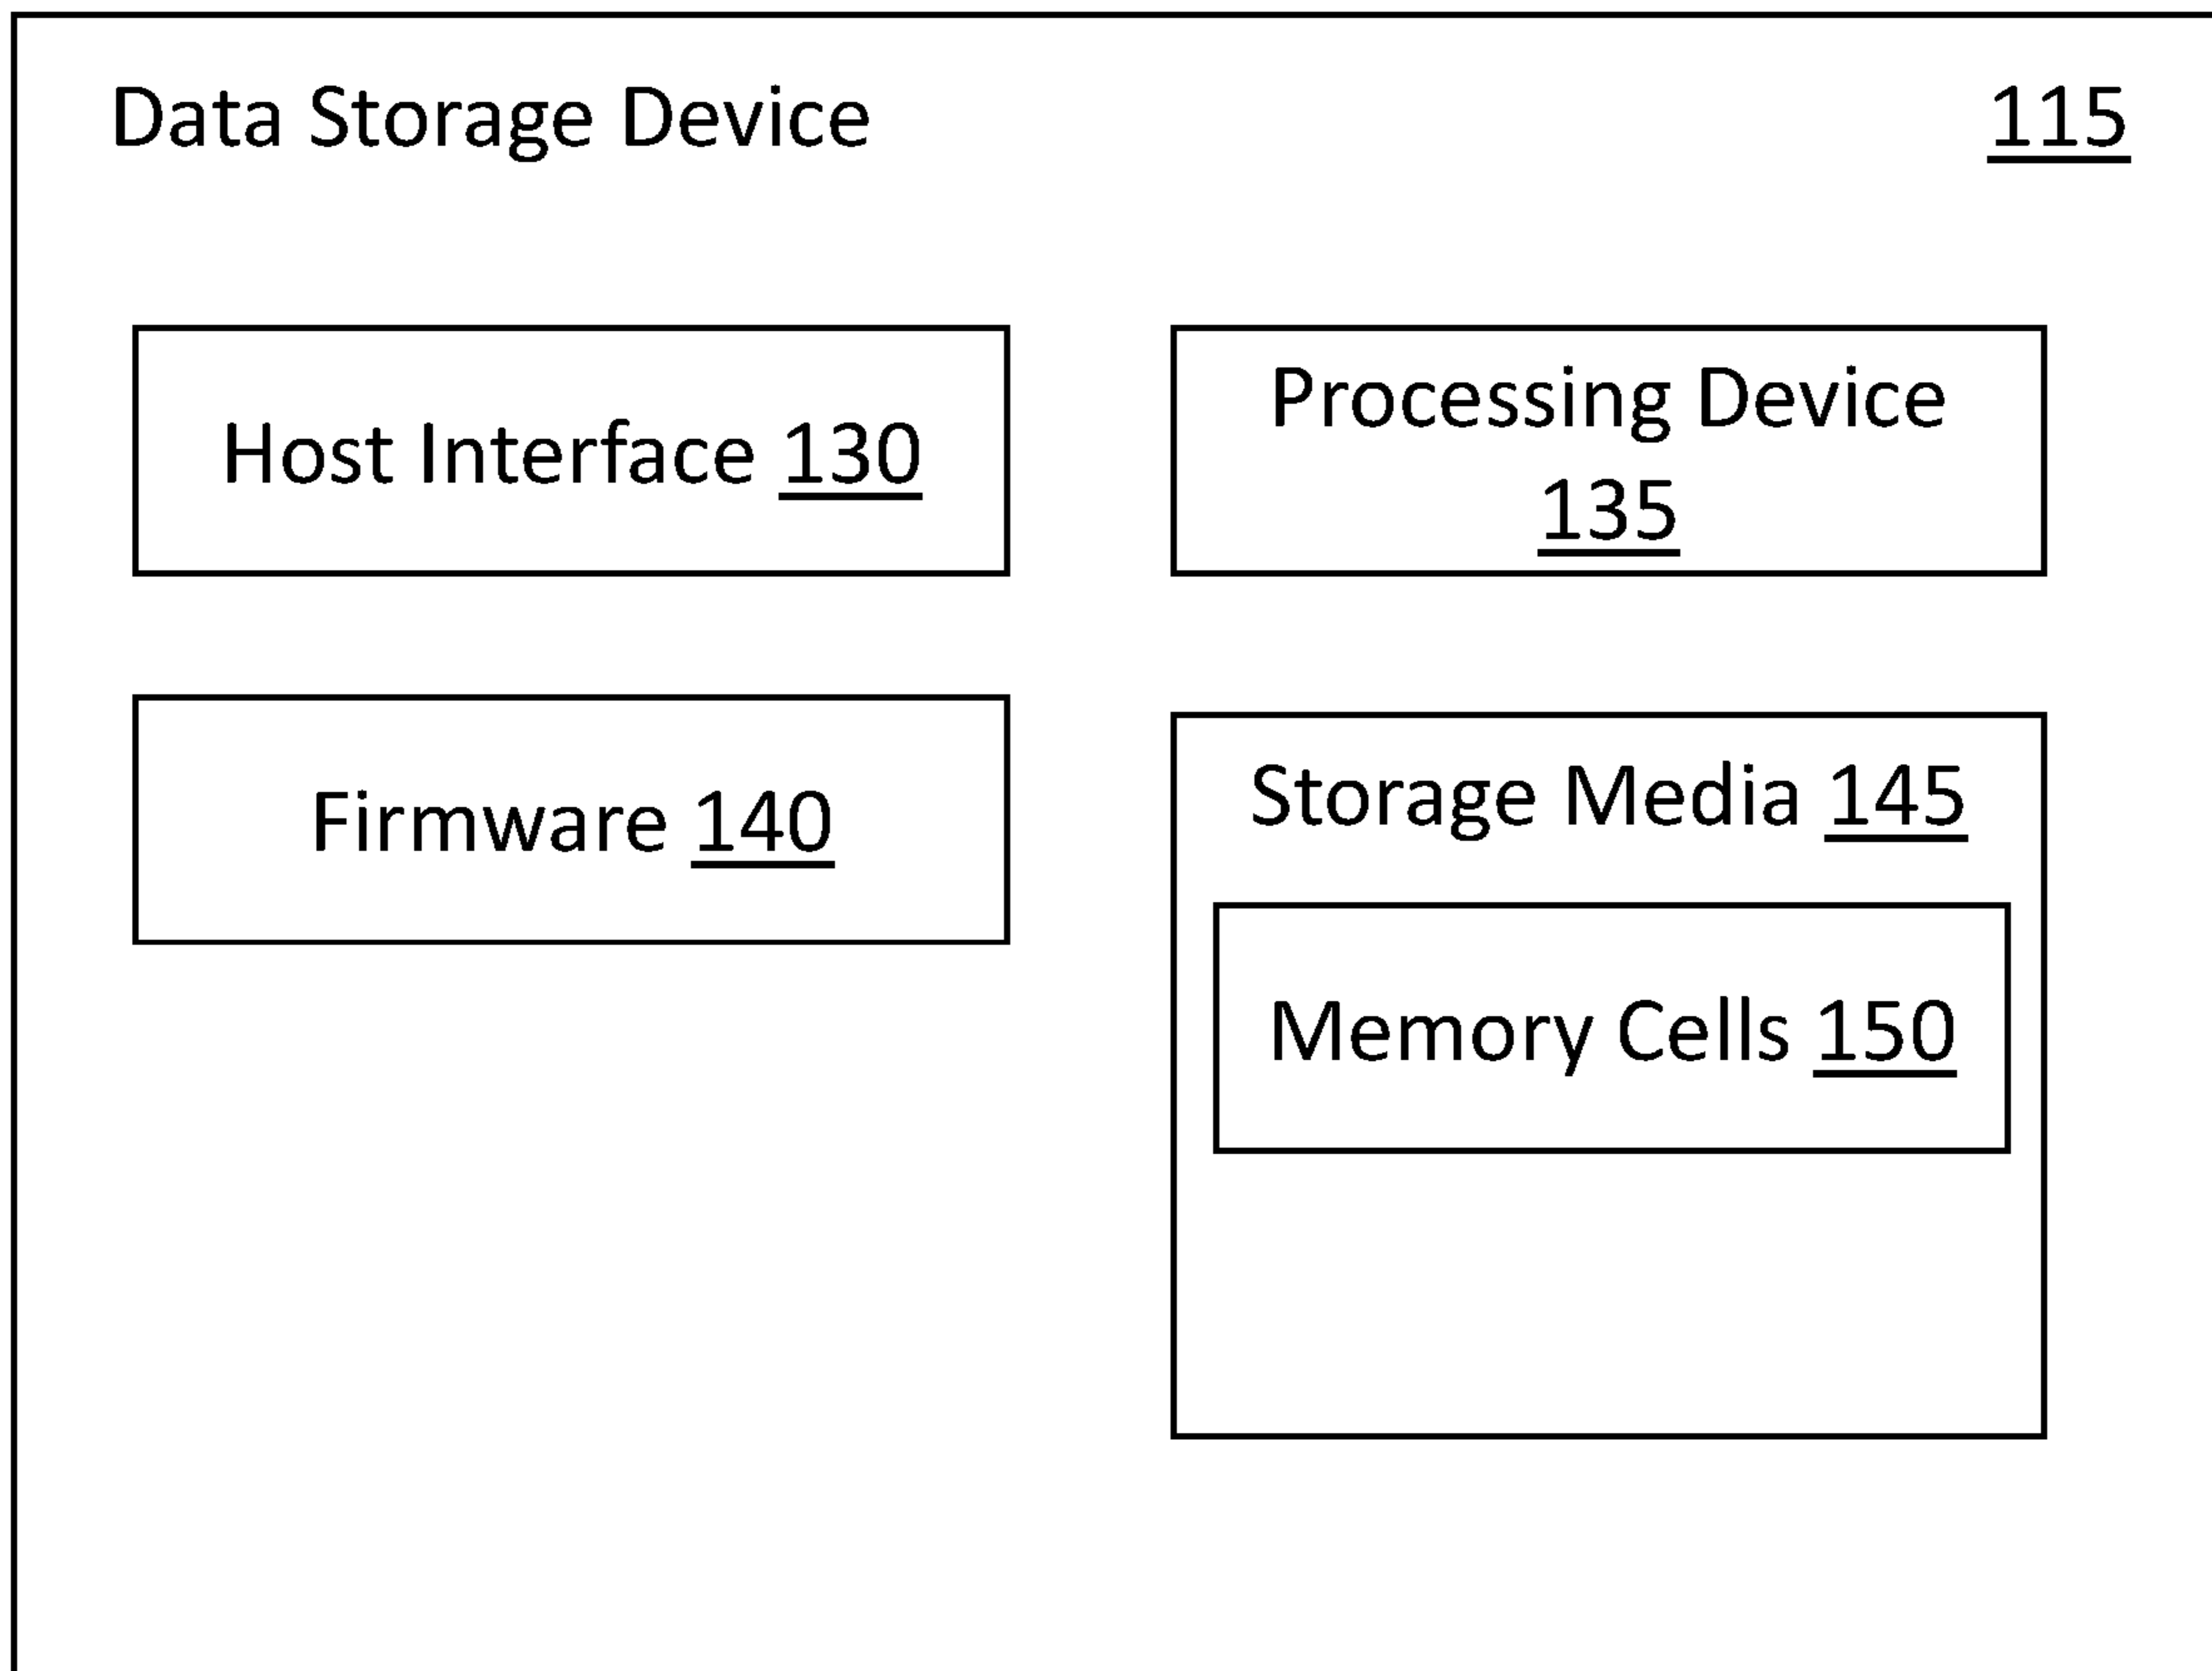 Data Storage Device 115
Host Interface 130
Processing Device
135
Firmware 140
Storage Media 145
Memory Cells 150